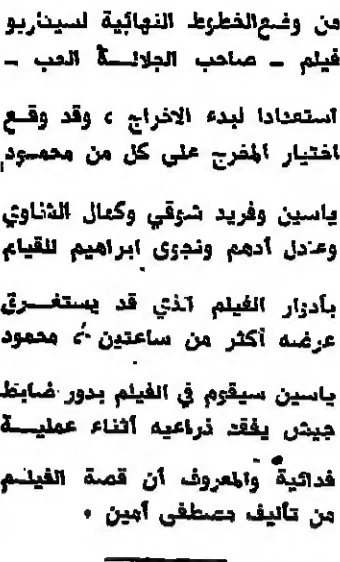 من وضع الخطوط النهائية لسيناريو
فيلم ـ صاحب الجلالة الحب ـ
استعدادا لبدء الاخراج ، وقد وقع
اختيار المخرج على كل من محمود
ياسين وفريد شوقي وكمال الشناوي
وعادل أدهم ونجوى ابراهيم للقيام
بأدوار الفيلم الذي قد يستغرق
عرضه أكثر من ساعتين ، محمود
ياسين سيقوم في الفيلم بدور ضابط
جيش يفقد ذراعيه أثناء عملية
فدائية والمعروف أن قصة الفيلم
من تأليف مصطفى أمين .